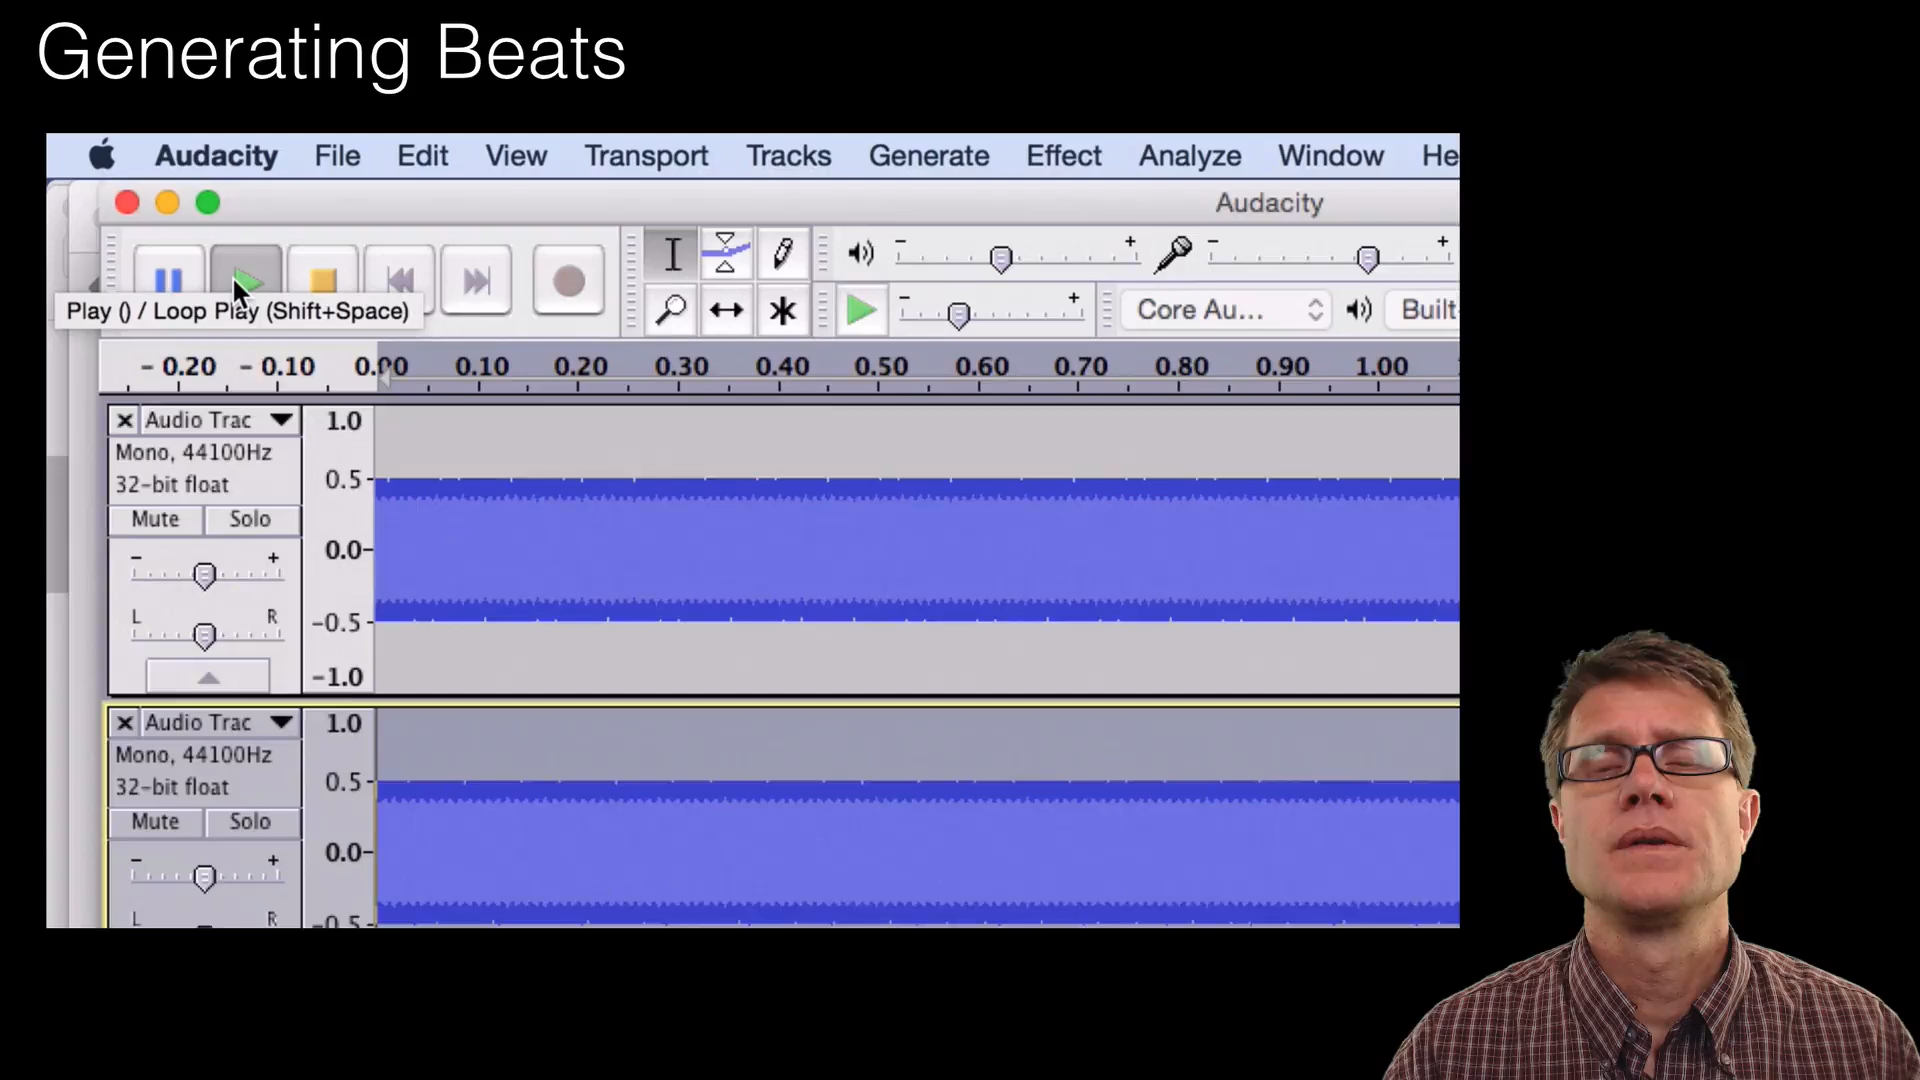 Generating Beats
Audacity File Edit View Transport Tracks Generate Effect Analyze Window He
Audacity
Play () / Loop Play (Shift+Space)
Core Au... Built-
- 0.20 - 0.10 0.00 0.10 0.20 0.30 0.40 0.50 0.60 0.70 0.80 0.90 1.00
Audio Trac 1.0
Mono, 44100Hz
32-bit float 0.5
Mute Solo
0.0
- +
L R
-0.5
-1.0
Audio Trac 1.0
Mono, 44100Hz
32-bit float 0.5
Mute Solo
0.0
- +
L R
-0.5